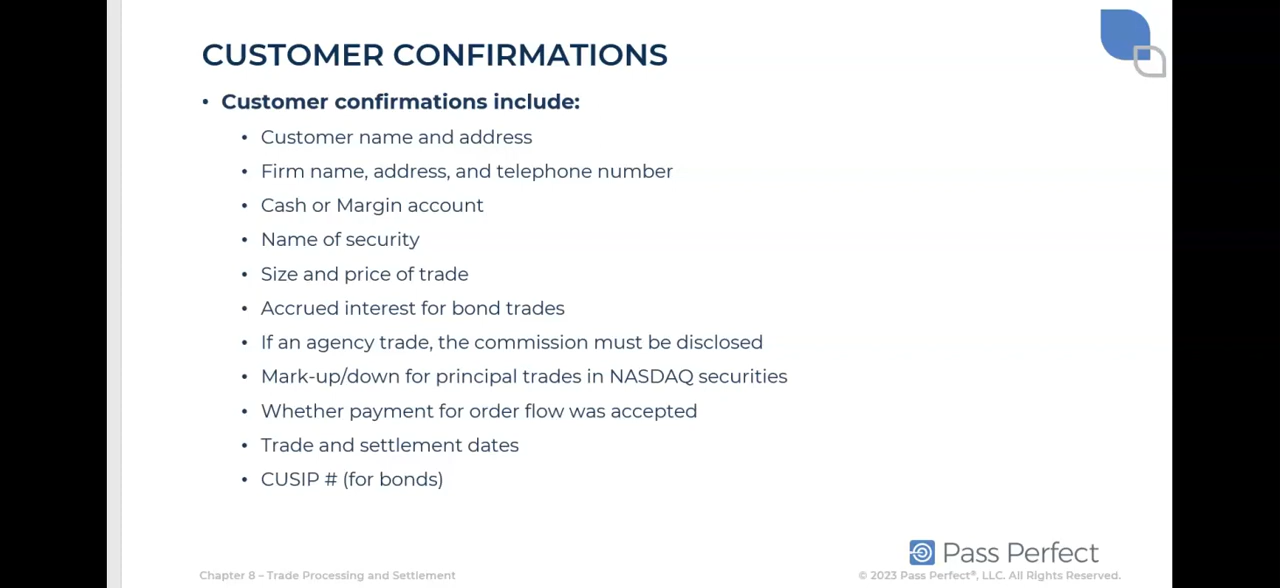 CUSTOMER CONFIRMATIONS
• Customer confirmations include:
• Customer name and address
• Firm name, address, and telephone number
• Cash or Margin account
• Name of security
• Size and price of trade
• Accrued interest for bond trades
• If an agency trade, the commission must be disclosed
• Mark-up/down for principal trades in NASDAQ securities
• Whether payment for order flow was accepted
• Trade and settlement dates
• CUSIP # (for bonds)
Pass Perfect
Chapter 8 – Trade Processing and Settlement
© 2023 Pass Perfect®, LLC. All Rights Reserved.